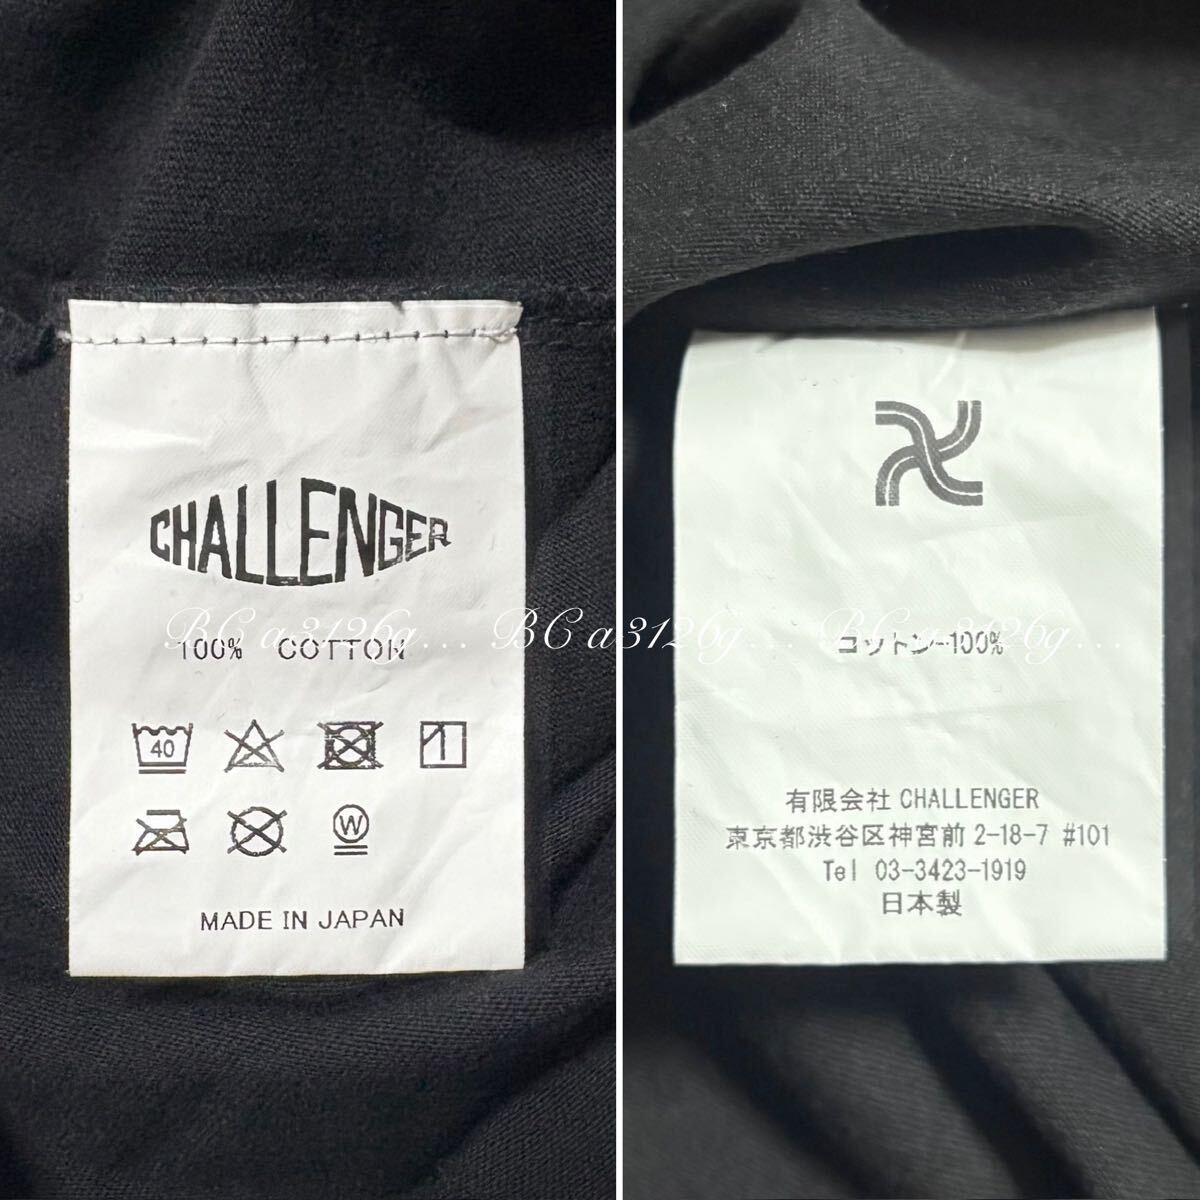 CHALLENGER
100% COTTON
40
W
MADE IN JAPAN
BC a3126g... BC a3126g... BC a3126g...
コットン-100%
有限会社 CHALLENGER
東京都渋谷区神宮前 2-18-7 #101
Tel 03-3423-1919
日本製